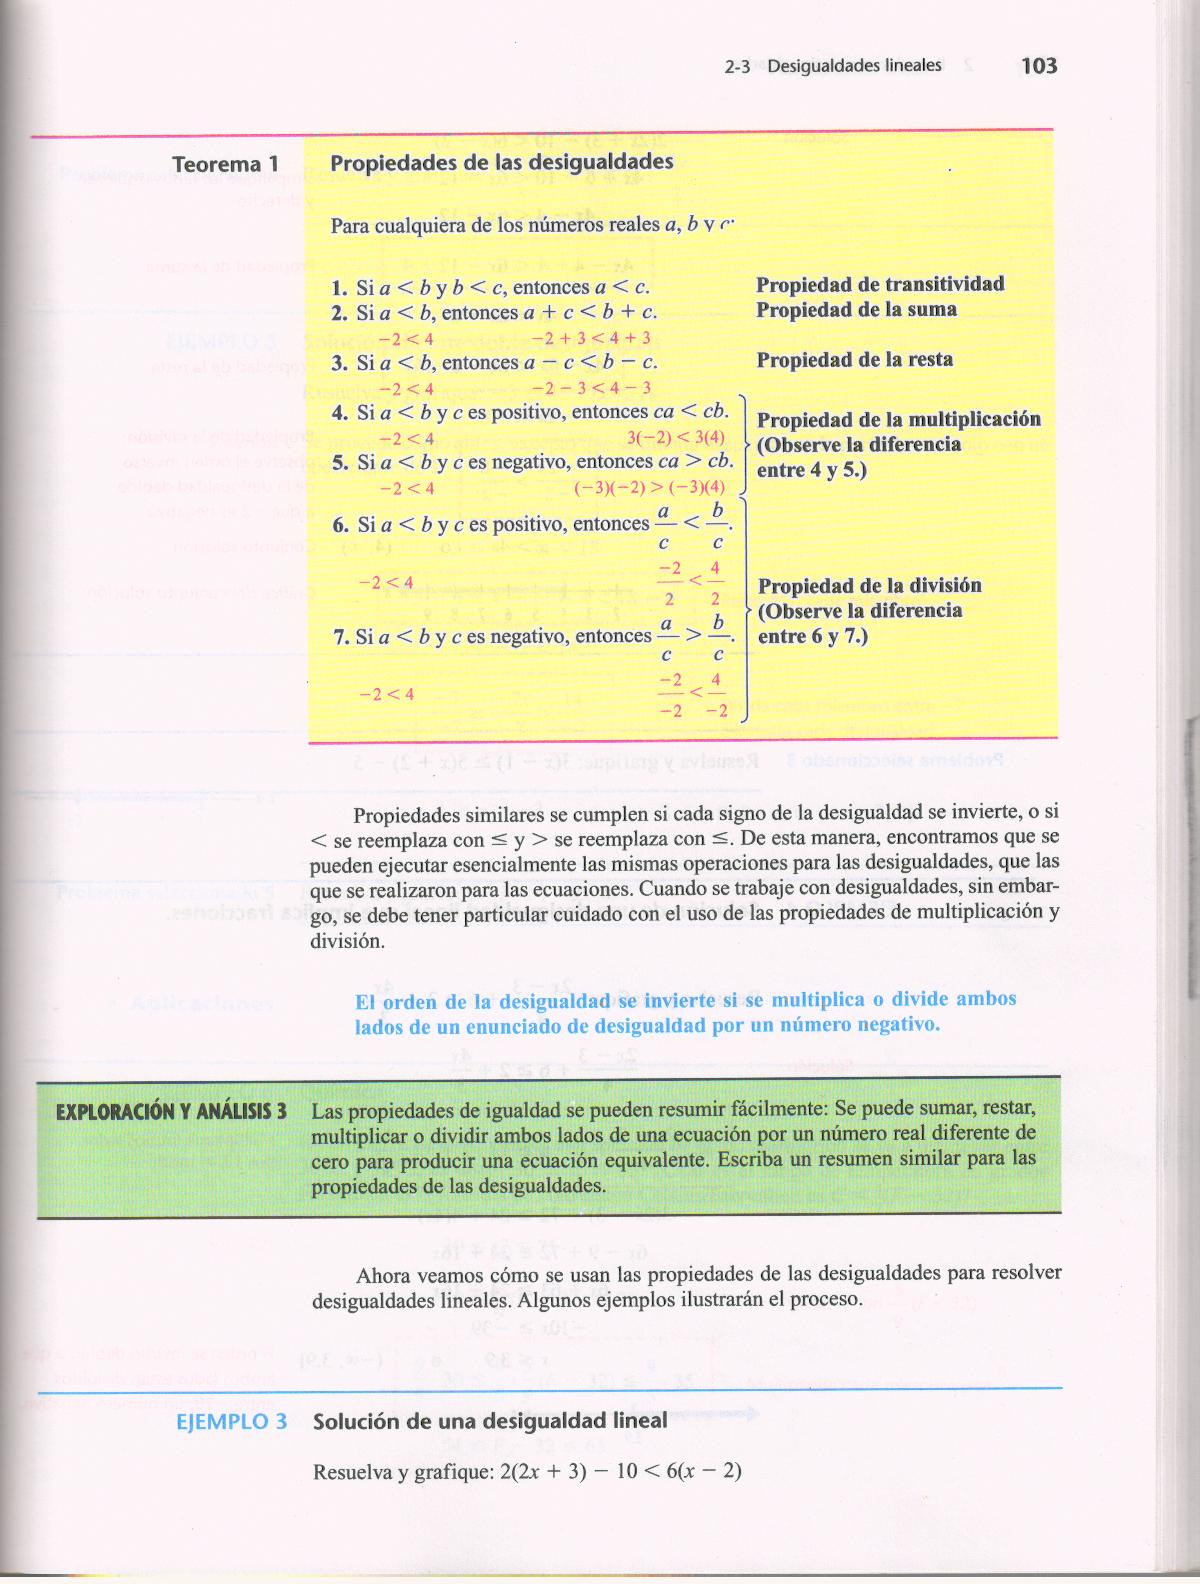 2-3 Desigualdades lineales 103
Teorema 1 Propiedades de las desigualdades
Para cualquiera de los números reales a, b y c:
1. Si a < b y b < c, entonces a < c. Propiedad de transitividad
2. Si a < b, entonces a + c < b + c. Propiedad de la suma
−2 < 4 −2 + 3 < 4 + 3
3. Si a < b, entonces a − c < b − c. Propiedad de la resta
−2 < 4 −2 − 3 < 4 − 3
4. Si a < b y c es positivo, entonces ca < cb.
−2 < 4 3(−2) < 3(4)
5. Si a < b y c es negativo, entonces ca > cb.
−2 < 4 (−3)(−2) > (−3)(4)
Propiedad de la multiplicación
(Observe la diferencia
entre 4 y 5.)
6. Si a < b y c es positivo, entonces a/c < b/c.
−2 < 4 −2/2 < 4/2
7. Si a < b y c es negativo, entonces a/c > b/c.
−2 < 4 −2/−2 < 4/−2
Propiedad de la división
(Observe la diferencia
entre 6 y 7.)
Propiedades similares se cumplen si cada signo de la desigualdad se invierte, o si
< se reemplaza con ≤ y > se reemplaza con ≤. De esta manera, encontramos que se
pueden ejecutar esencialmente las mismas operaciones para las desigualdades, que las
que se realizaron para las ecuaciones. Cuando se trabaje con desigualdades, sin embar-
go, se debe tener particular cuidado con el uso de las propiedades de multiplicación y
división.
El orden de la desigualdad se invierte si se multiplica o divide ambos
lados de un enunciado de desigualdad por un número negativo.
EXPLORACIÓN Y ANÁLISIS 3 Las propiedades de igualdad se pueden resumir fácilmente: Se puede sumar, restar,
multiplicar o dividir ambos lados de una ecuación por un número real diferente de
cero para producir una ecuación equivalente. Escriba un resumen similar para las
propiedades de las desigualdades.
Ahora veamos cómo se usan las propiedades de las desigualdades para resolver
desigualdades lineales. Algunos ejemplos ilustrarán el proceso.
EJEMPLO 3 Solución de una desigualdad lineal
Resuelva y grafique: 2(2x + 3) − 10 < 6(x − 2)